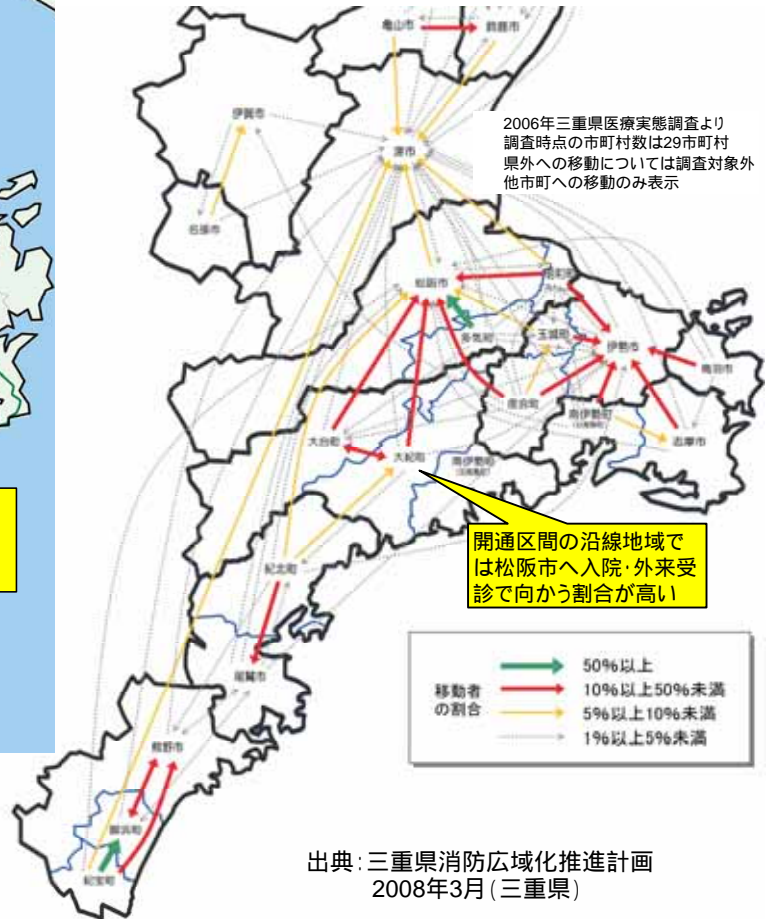 亀山市
鈴鹿市
伊賀市
2006年三重県医療実態調査より
調査時点の市町村数は29市町村
県外への移動については調査対象外
他市町への移動のみ表示
津市
名張市
松阪市
多気町
玉城町
伊勢市
鳥羽市
度会町
南伊勢町
志摩市
大台町
大紀町
南伊勢町
開通区間の沿線地域で
は松阪市へ入院・外来受
診で向かう割合が高い
紀北町
尾鷲市
移動者
の割合
50%以上
10%以上50%未満
5%以上10%未満
1%以上5%未満
熊野市
御浜町
紀宝町
出典:三重県消防広域化推進計画
2008年3月(三重県)